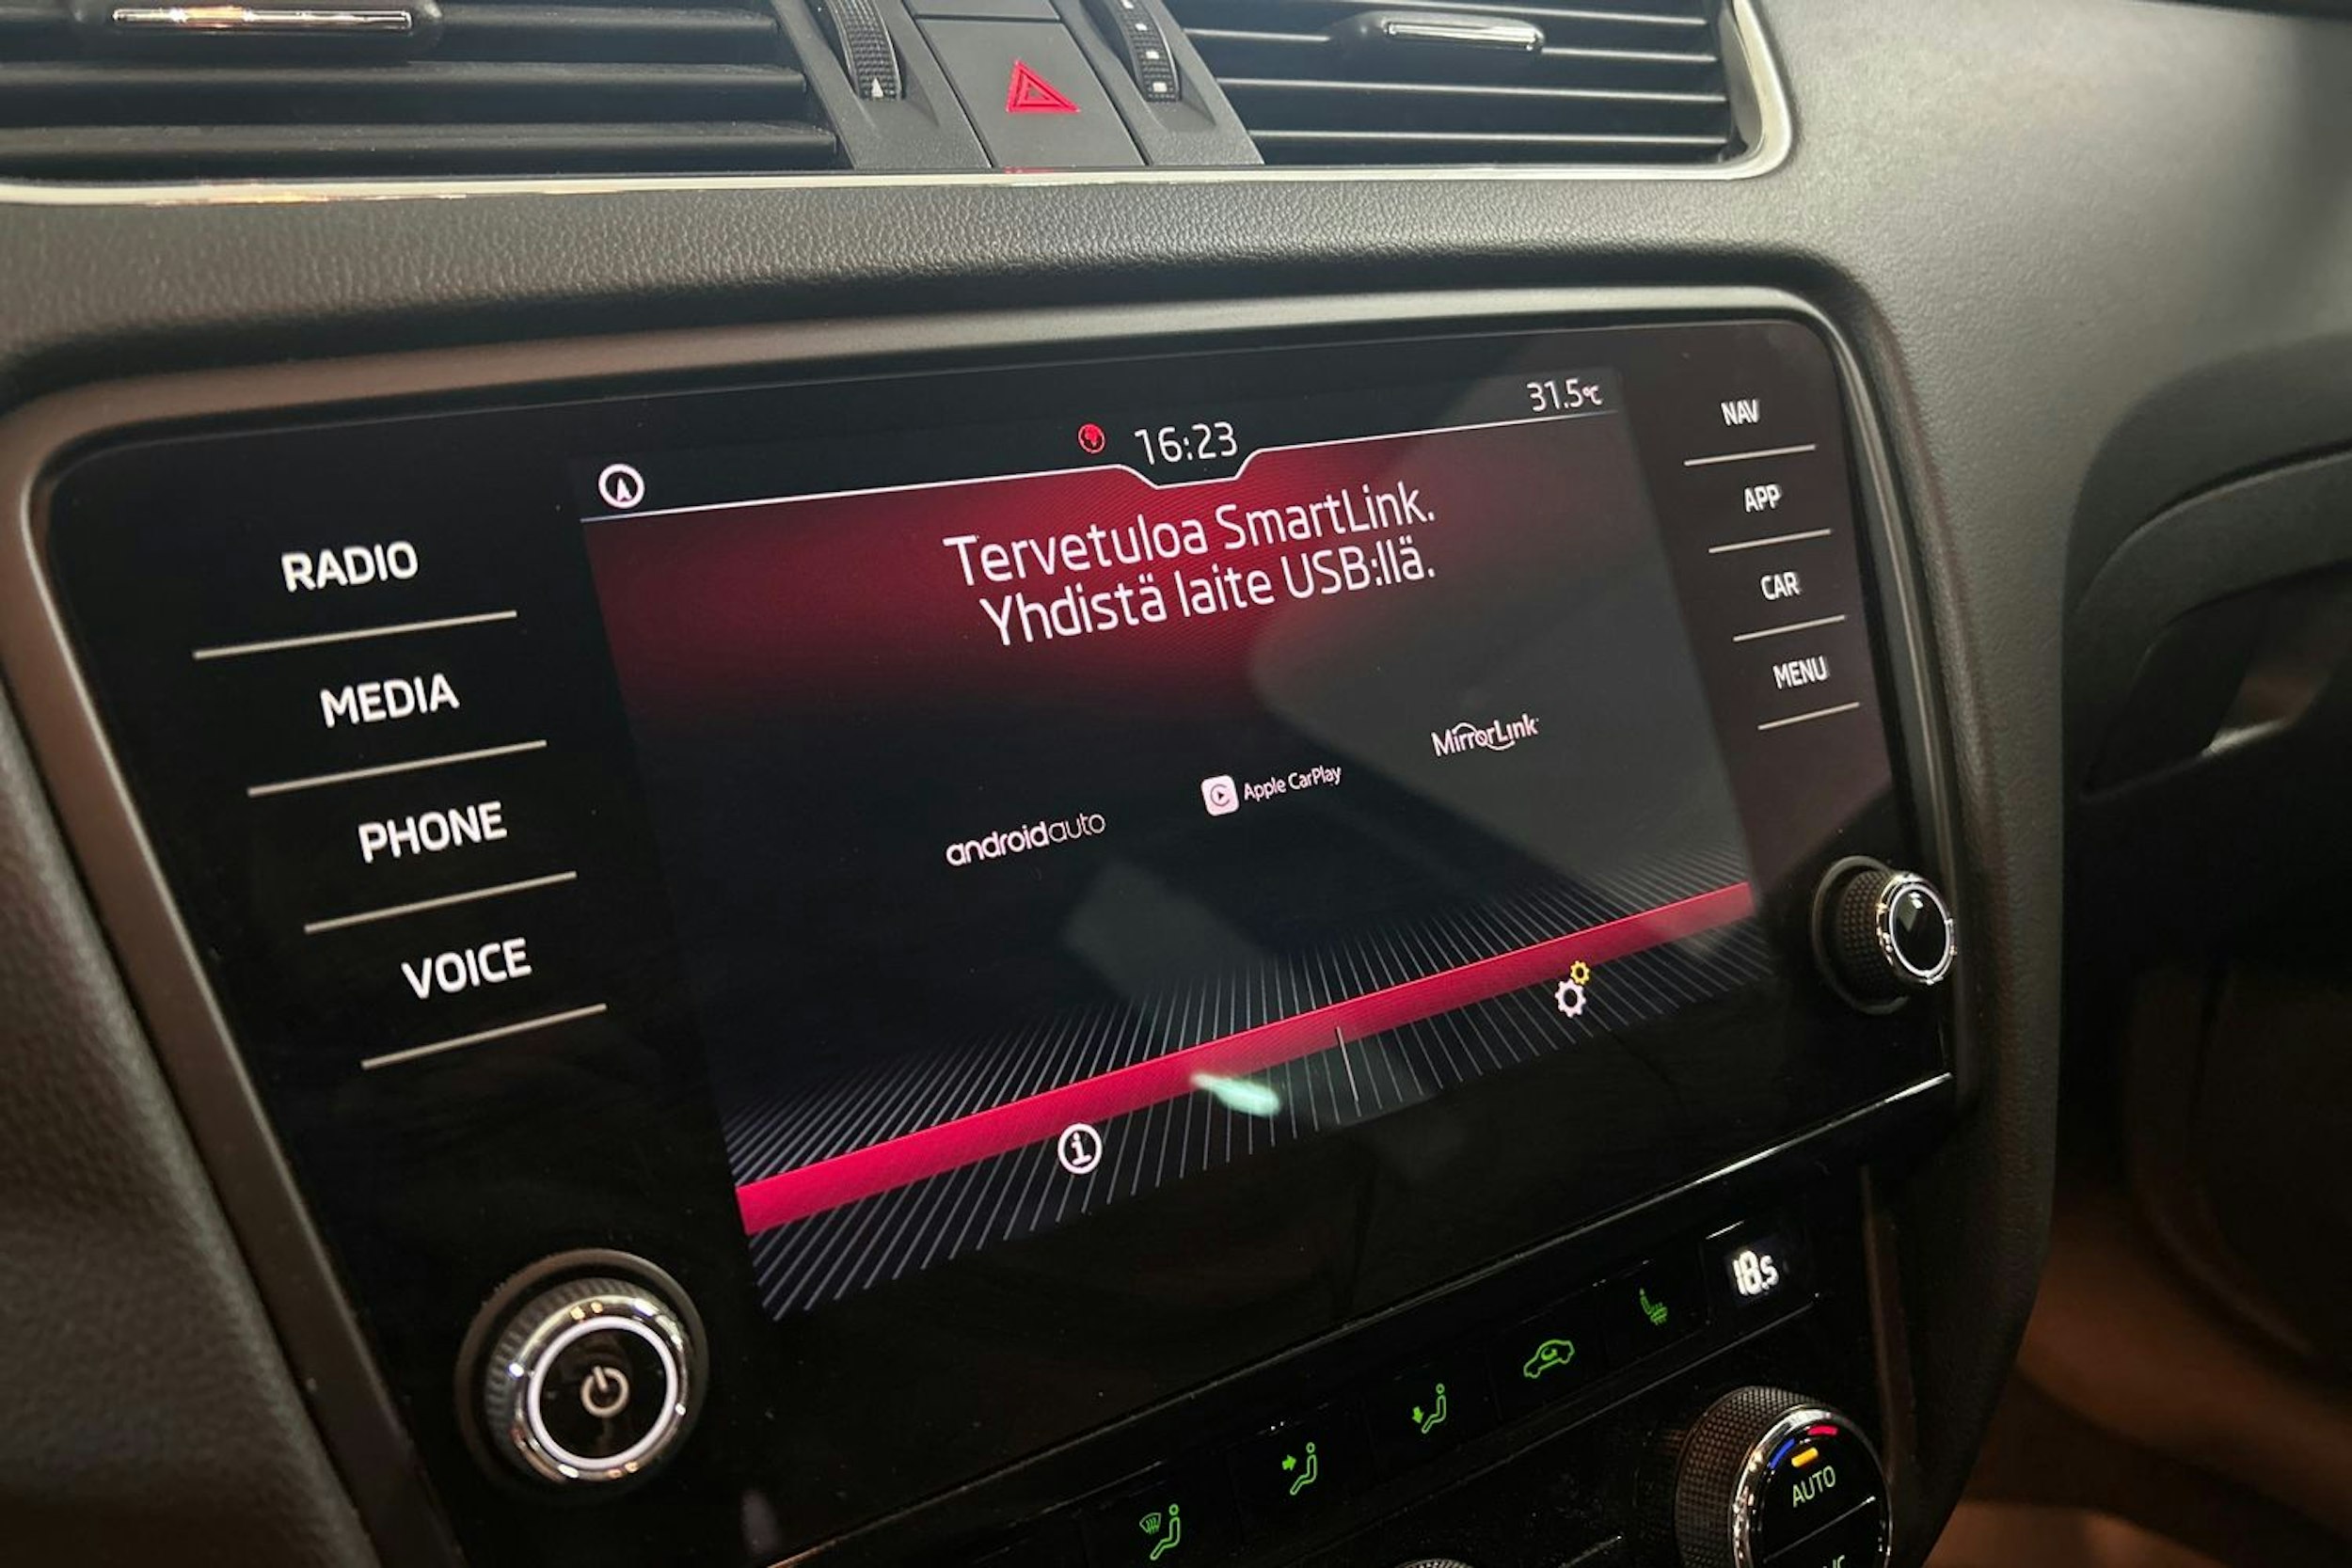 16:23
31.5°C
RADIO
MEDIA
PHONE
VOICE
Tervetuloa SmartLink.
Yhdistä laite USB:llä.
androidauto
Apple CarPlay
MirrorLink
NAV
APP
CAR
MENU
18.5
AUTO